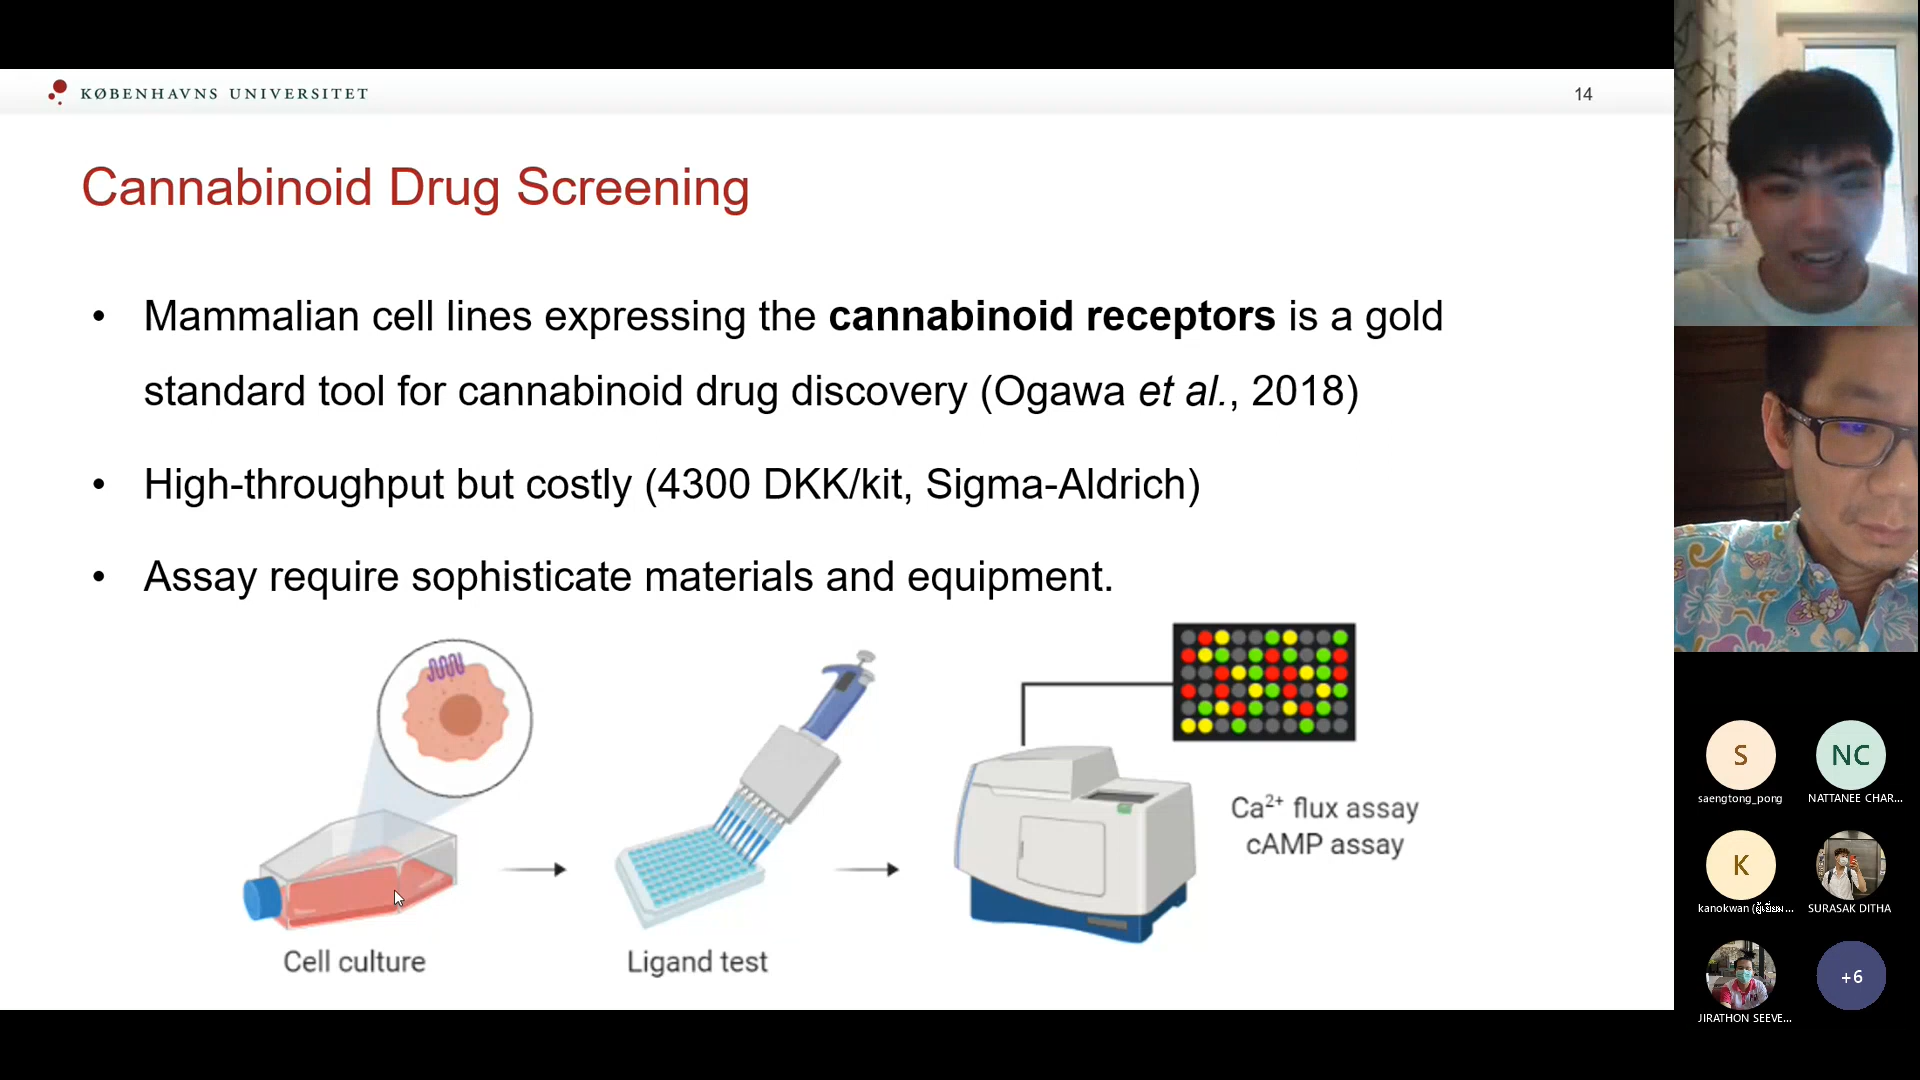 KØBENHAVNS UNIVERSITET
14
Cannabinoid Drug Screening
• Mammalian cell lines expressing the cannabinoid receptors is a gold
standard tool for cannabinoid drug discovery (Ogawa et al., 2018)
• High-throughput but costly (4300 DKK/kit, Sigma-Aldrich)
• Assay require sophisticate materials and equipment.
Ca²⁺ flux assay
cAMP assay
Cell culture
Ligand test
S
saengtong_pong
NC
NATTANEE CHAR...
K
kanokwan (ผู้เยี่ยม...
SURASAK DITHA
JIRATHON SEEVE...
+6